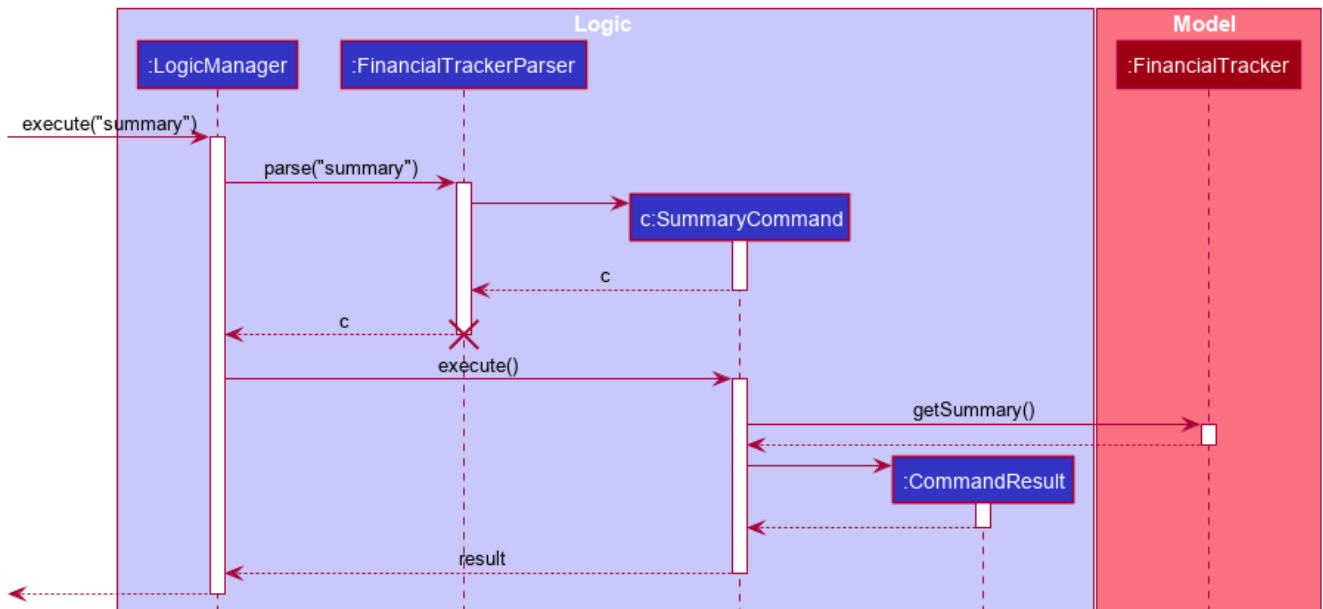 Logic
Model
:LogicManager
:FinancialTrackerParser
:FinancialTracker
execute("summary")
parse("summary")
c:SummaryCommand
c
c
execute()
getSummary()
:CommandResult
result